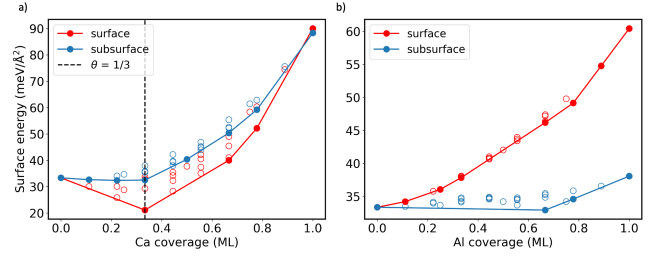 a)
surface
subsurface
θ = 1/3
Surface energy (meV/Å²)
90
80
70
60
50
40
30
20
0.0 0.2 0.4 0.6 0.8 1.0
Ca coverage (ML)
b)
surface
subsurface
60
55
50
45
40
35
0.0 0.2 0.4 0.6 0.8 1.0
Al coverage (ML)